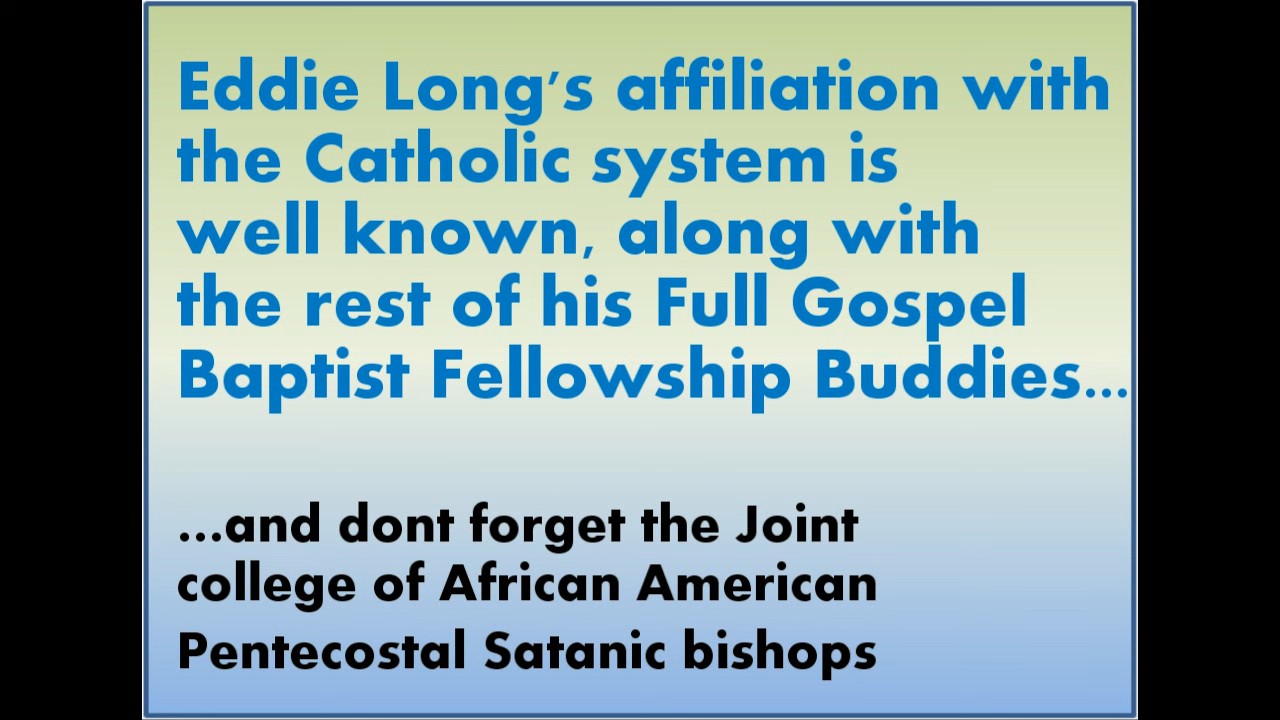 Eddie Long's affiliation with
the Catholic system is
well known, along with
the rest of his Full Gospel
Baptist Fellowship Buddies...
...and dont forget the Joint
college of African American
Pentecostal Satanic bishops